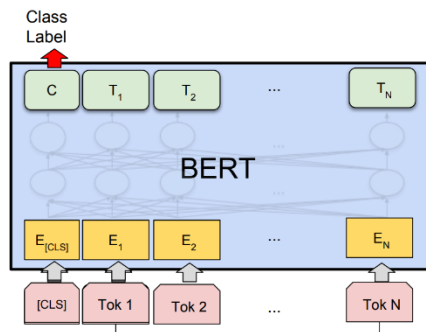 Class
Label
C T1 T2 ... TN
...
BERT
...
E[CLS] E1 E2 ... EN
[CLS] Tok 1 Tok 2 ... Tok N